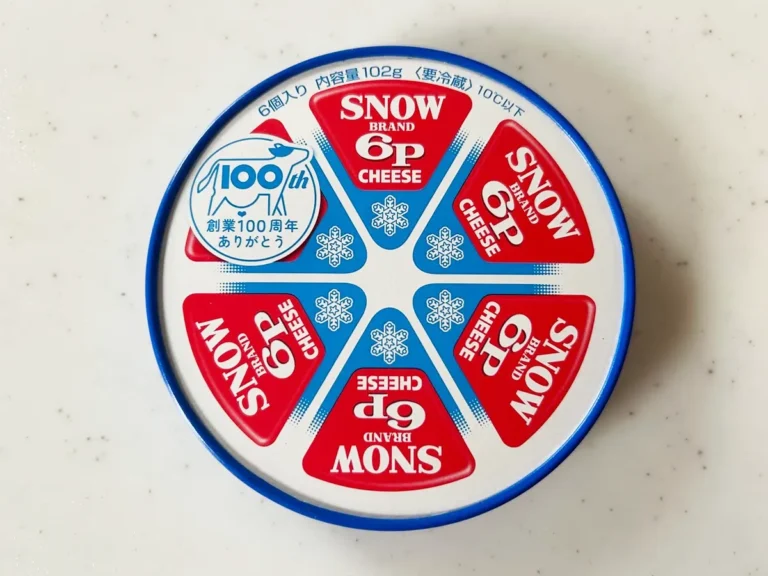 6個入り 内容量102g 〈要冷蔵〉10℃以下
SNOW
BRAND
6P
CHEESE
SNOW
BRAND
6P
CHEESE
SNOW
BRAND
6P
CHEESE
SNOW
BRAND
6P
CHEESE
SNOW
BRAND
6P
CHEESE
100th
創業100周年
ありがとう